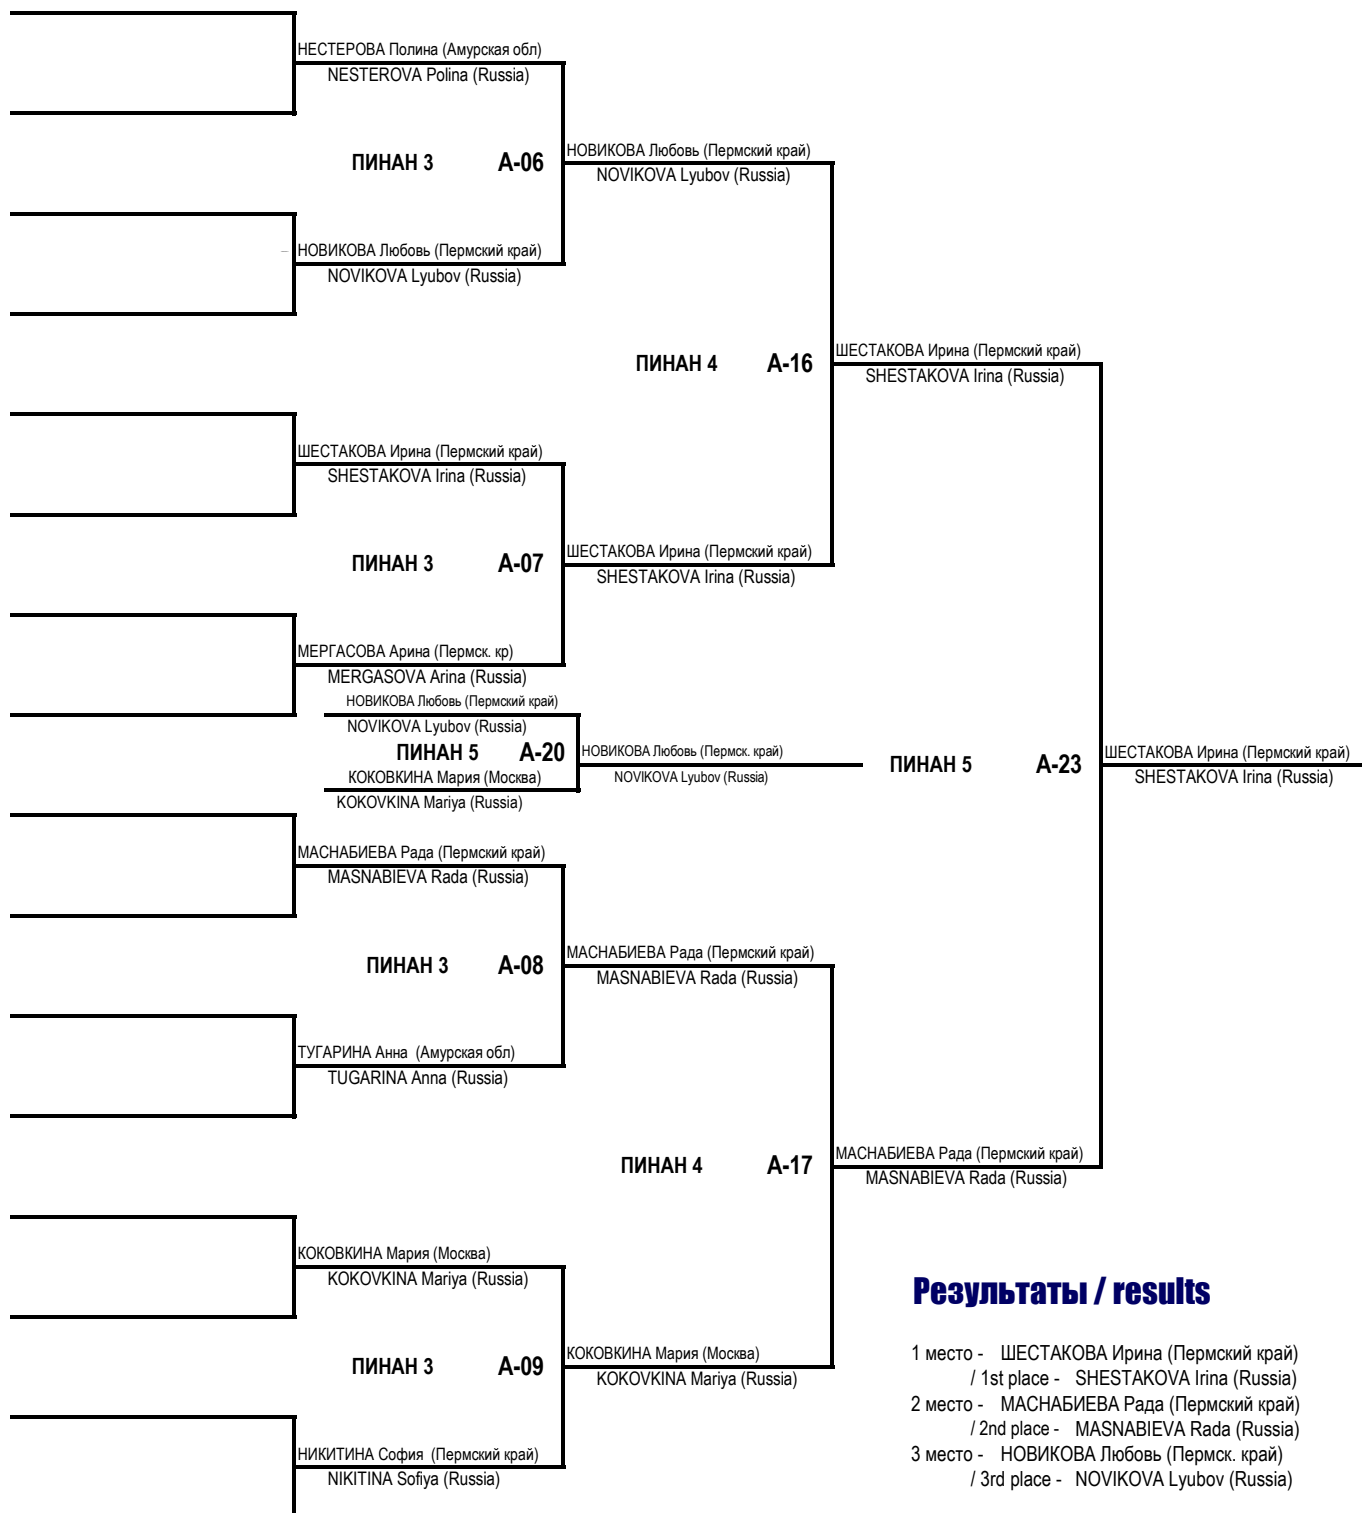 НЕСТЕРОВА Полина (Амурская обл)
NESTEROVA Polina (Russia)
ПИНАН 3 А-06
НОВИКОВА Любовь (Пермский край)
NOVIKOVA Lyubov (Russia)
НОВИКОВА Любовь (Пермский край)
NOVIKOVA Lyubov (Russia)
ПИНАН 4 А-16
ШЕСТАКОВА Ирина (Пермский край)
SHESTAKOVA Irina (Russia)
ШЕСТАКОВА Ирина (Пермский край)
SHESTAKOVA Irina (Russia)
ПИНАН 3 А-07
ШЕСТАКОВА Ирина (Пермский край)
SHESTAKOVA Irina (Russia)
МЕРГАСОВА Арина (Пермск. кр)
MERGASOVA Arina (Russia)
НОВИКОВА Любовь (Пермский край)
NOVIKOVA Lyubov (Russia)
ПИНАН 5 А-20
КОКОВКИНА Мария (Москва)
KOKOVKINA Mariya (Russia)
НОВИКОВА Любовь (Пермск. край)
NOVIKOVA Lyubov (Russia)
ПИНАН 5 А-23
ШЕСТАКОВА Ирина (Пермский край)
SHESTAKOVA Irina (Russia)
МАСНАБИЕВА Рада (Пермский край)
MASNABIEVA Rada (Russia)
ПИНАН 3 А-08
МАСНАБИЕВА Рада (Пермский край)
MASNABIEVA Rada (Russia)
ТУГАРИНА Анна (Амурская обл)
TUGARINA Anna (Russia)
ПИНАН 4 А-17
МАСНАБИЕВА Рада (Пермский край)
MASNABIEVA Rada (Russia)
КОКОВКИНА Мария (Москва)
KOKOVKINA Mariya (Russia)
ПИНАН 3 А-09
КОКОВКИНА Мария (Москва)
KOKOVKINA Mariya (Russia)
НИКИТИНА София (Пермский край)
NIKITINA Sofiya (Russia)
Результаты / results
1 место - ШЕСТАКОВА Ирина (Пермский край)
/ 1st place - SHESTAKOVA Irina (Russia)
2 место - МАСНАБИЕВА Рада (Пермский край)
/ 2nd place - MASNABIEVA Rada (Russia)
3 место - НОВИКОВА Любовь (Пермск. край)
/ 3rd place - NOVIKOVA Lyubov (Russia)